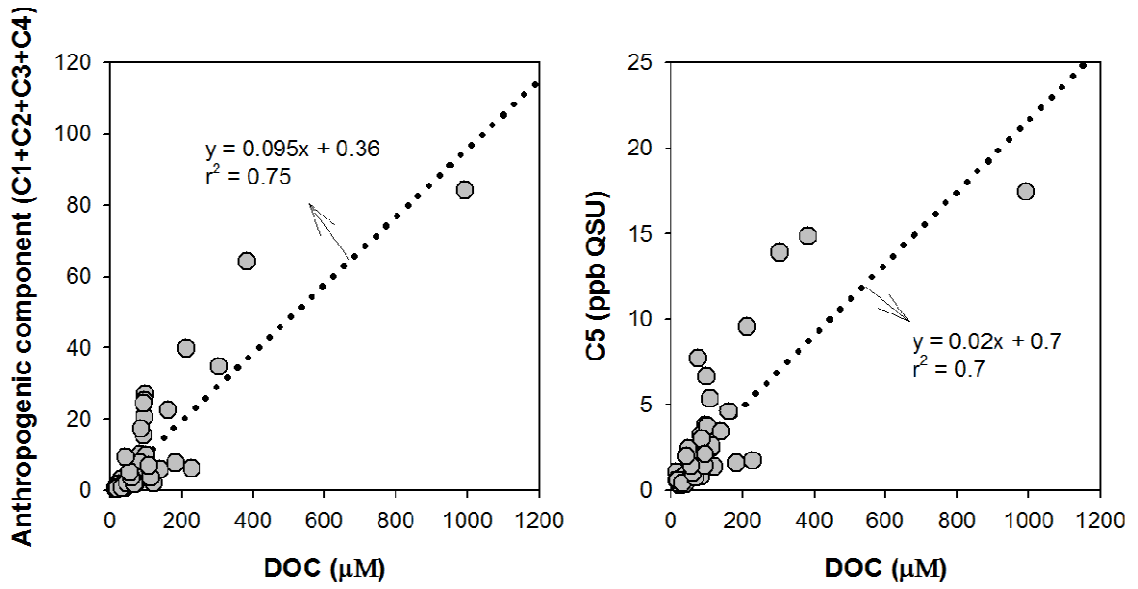 Anthropogenic component (C1+C2+C3+C4)
120
100
80
60
40
20
0
y = 0.095x + 0.36
r² = 0.75
0 200 400 600 800 1000 1200
DOC (µM)
C5 (ppb QSU)
25
20
15
10
5
0
y = 0.02x + 0.7
r² = 0.7
0 200 400 600 800 1000 1200
DOC (µM)